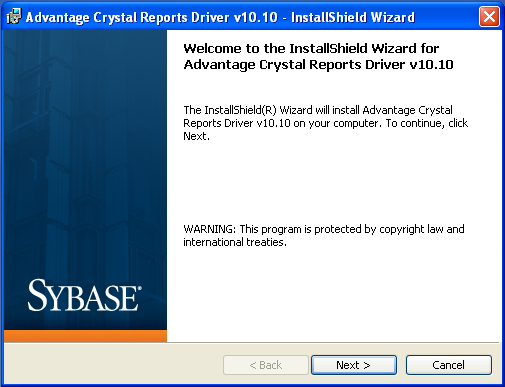 Advantage Crystal Reports Driver v10.10 - InstallShield Wizard
Welcome to the InstallShield Wizard for
Advantage Crystal Reports Driver v10.10
The InstallShield(R) Wizard will install Advantage Crystal
Reports Driver v10.10 on your computer. To continue, click
Next.
WARNING: This program is protected by copyright law and
international treaties.
SYBASE®
< Back
Next >
Cancel